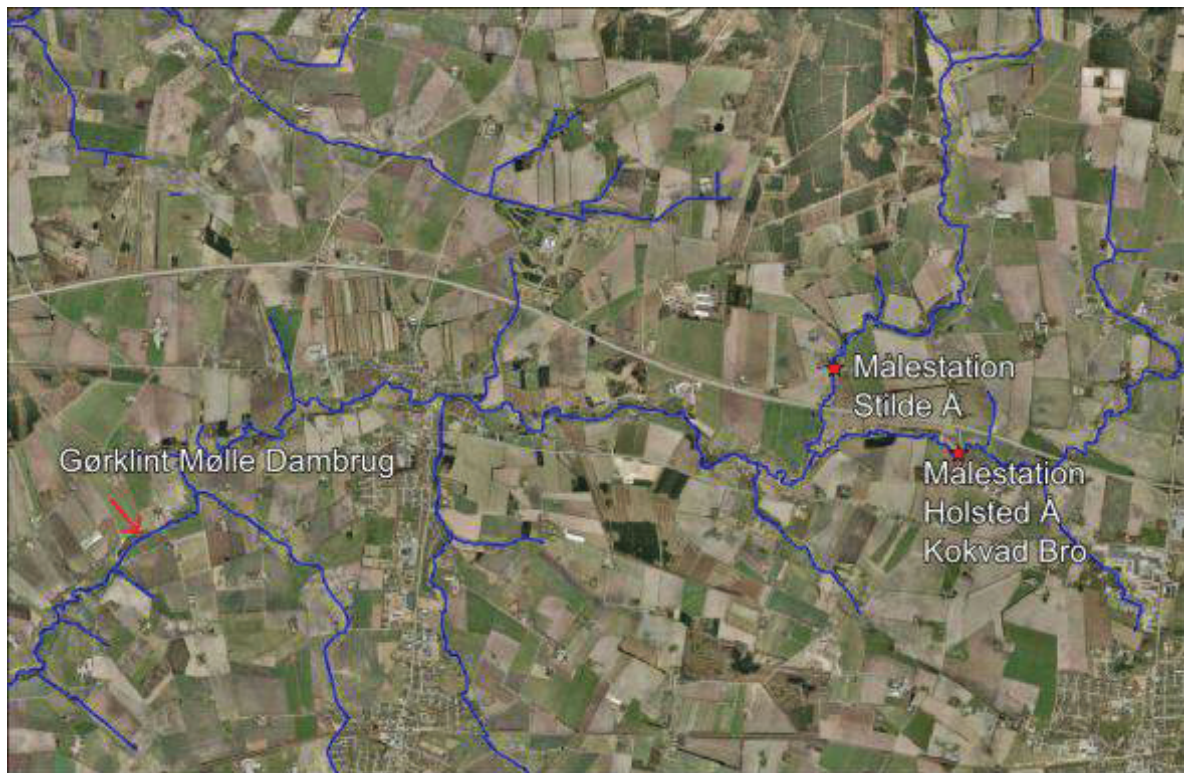 Målestation
Stilde Å
Gørklint Mølle Dambrug
Målestation
Holsted Å
Kokvad Bro